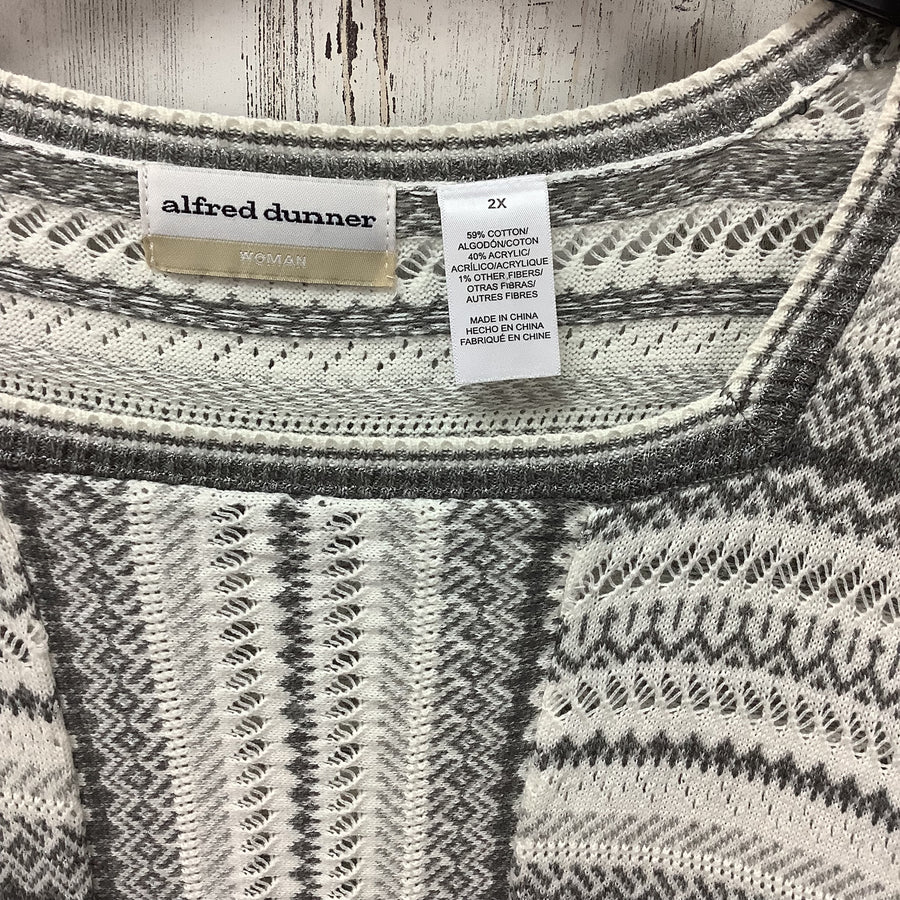 alfred dunner
WOMAN
2X
59% COTTON/
ALGODÓN/COTON
40% ACRYLIC/
ACRÍLICO/ACRYLIQUE
1% OTHER FIBERS/
OTRAS FIBRAS/
AUTRES FIBRES
MADE IN CHINA
HECHO EN CHINA
FABRIQUÉ EN CHINE